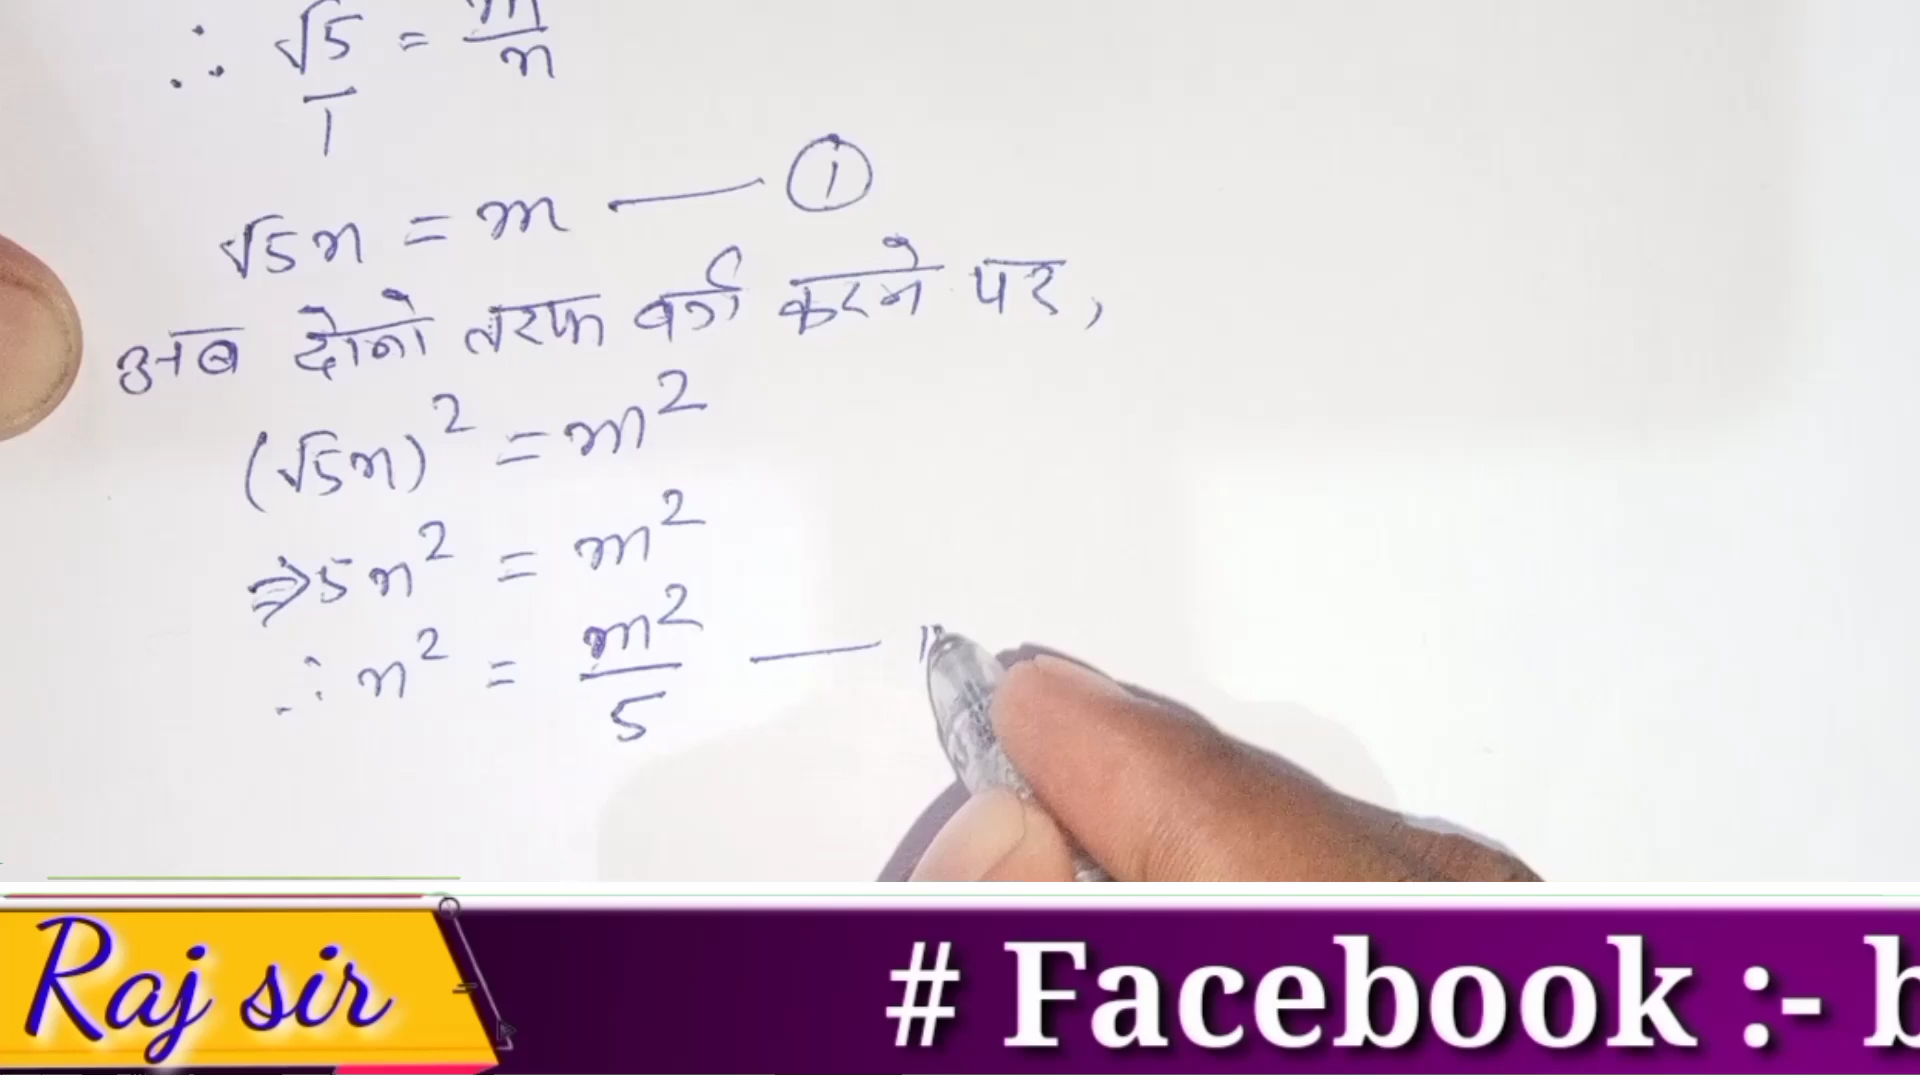 ∴ √5/1 = m/n
√5n = m — ①
अब दोनो तरफ वर्ग करने पर,
(√5n)² = m²
⇒ 5n² = m²
∴ n² = m²/5 —
Raj sir
# Facebook :- b